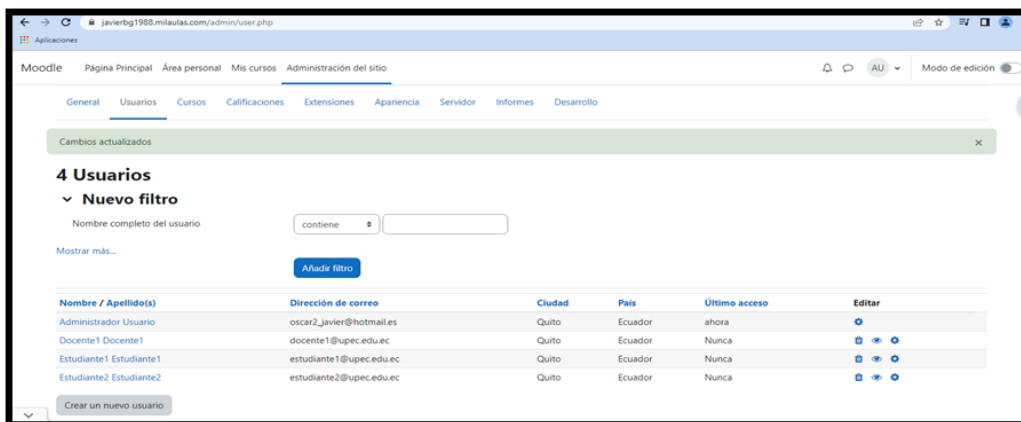 javierbg1988.milaulas.com/admin/user.php
Aplicaciones
Moodle Página Principal Área personal Mis cursos Administración del sitio AU Modo de edición
General Usuarios Cursos Calificaciones Extensiones Apariencia Servidor Informes Desarrollo
Cambios actualizados
4 Usuarios
Nuevo filtro
Nombre completo del usuario contiene
Mostrar más...
Añadir filtro
Nombre / Apellido(s) Dirección de correo Ciudad País Último acceso Editar
Administrador Usuario oscar2_javier@hotmail.es Quito Ecuador ahora
Docente1 Docente1 docente1@upec.edu.ec Quito Ecuador Nunca
Estudiante1 Estudiante1 estudiante1@upec.edu.ec Quito Ecuador Nunca
Estudiante2 Estudiante2 estudiante2@upec.edu.ec Quito Ecuador Nunca
Crear un nuevo usuario